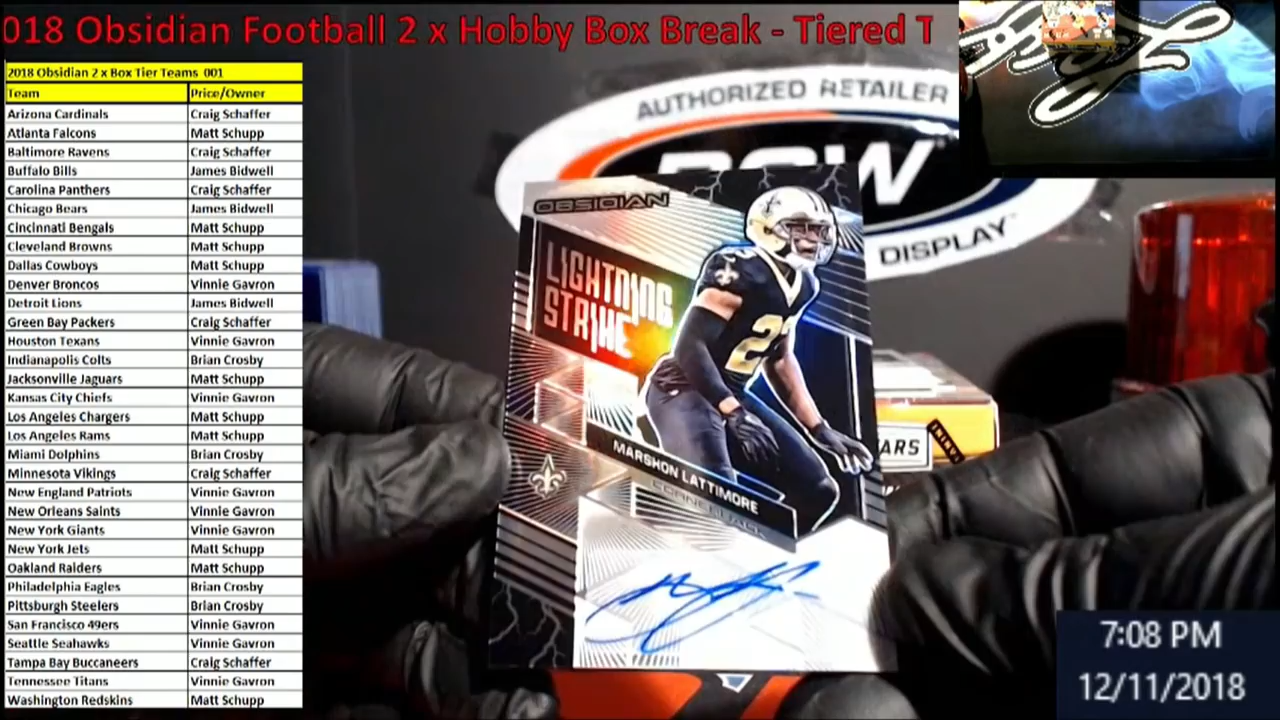 018 Obsidian Football 2 x Hobby Box Break - Tiered T
2018 Obsidian 2 x Box Tier Teams 001
Team Price/Owner
Arizona Cardinals Craig Schaffer
Atlanta Falcons Matt Schupp
Baltimore Ravens Craig Schaffer
Buffalo Bills James Bidwell
Carolina Panthers Craig Schaffer
Chicago Bears James Bidwell
Cincinnati Bengals Matt Schupp
Cleveland Browns Matt Schupp
Dallas Cowboys Matt Schupp
Denver Broncos Vinnie Gavron
Detroit Lions James Bidwell
Green Bay Packers Craig Schaffer
Houston Texans Vinnie Gavron
Indianapolis Colts Brian Crosby
Jacksonville Jaguars Matt Schupp
Kansas City Chiefs Vinnie Gavron
Los Angeles Chargers Matt Schupp
Los Angeles Rams Matt Schupp
Miami Dolphins Brian Crosby
Minnesota Vikings Craig Schaffer
New England Patriots Vinnie Gavron
New Orleans Saints Vinnie Gavron
New York Giants Vinnie Gavron
New York Jets Matt Schupp
Oakland Raiders Matt Schupp
Philadelphia Eagles Brian Crosby
Pittsburgh Steelers Brian Crosby
San Francisco 49ers Vinnie Gavron
Seattle Seahawks Vinnie Gavron
Tampa Bay Buccaneers Craig Schaffer
Tennessee Titans Vinnie Gavron
Washington Redskins Matt Schupp
AUTHORIZED RETAILER
BCW
DISPLAY
OBSIDIAN
LIGHTNING
STRIKE
MARSHON LATTIMORE
CORNERBACK
ARS
7:08 PM
12/11/2018